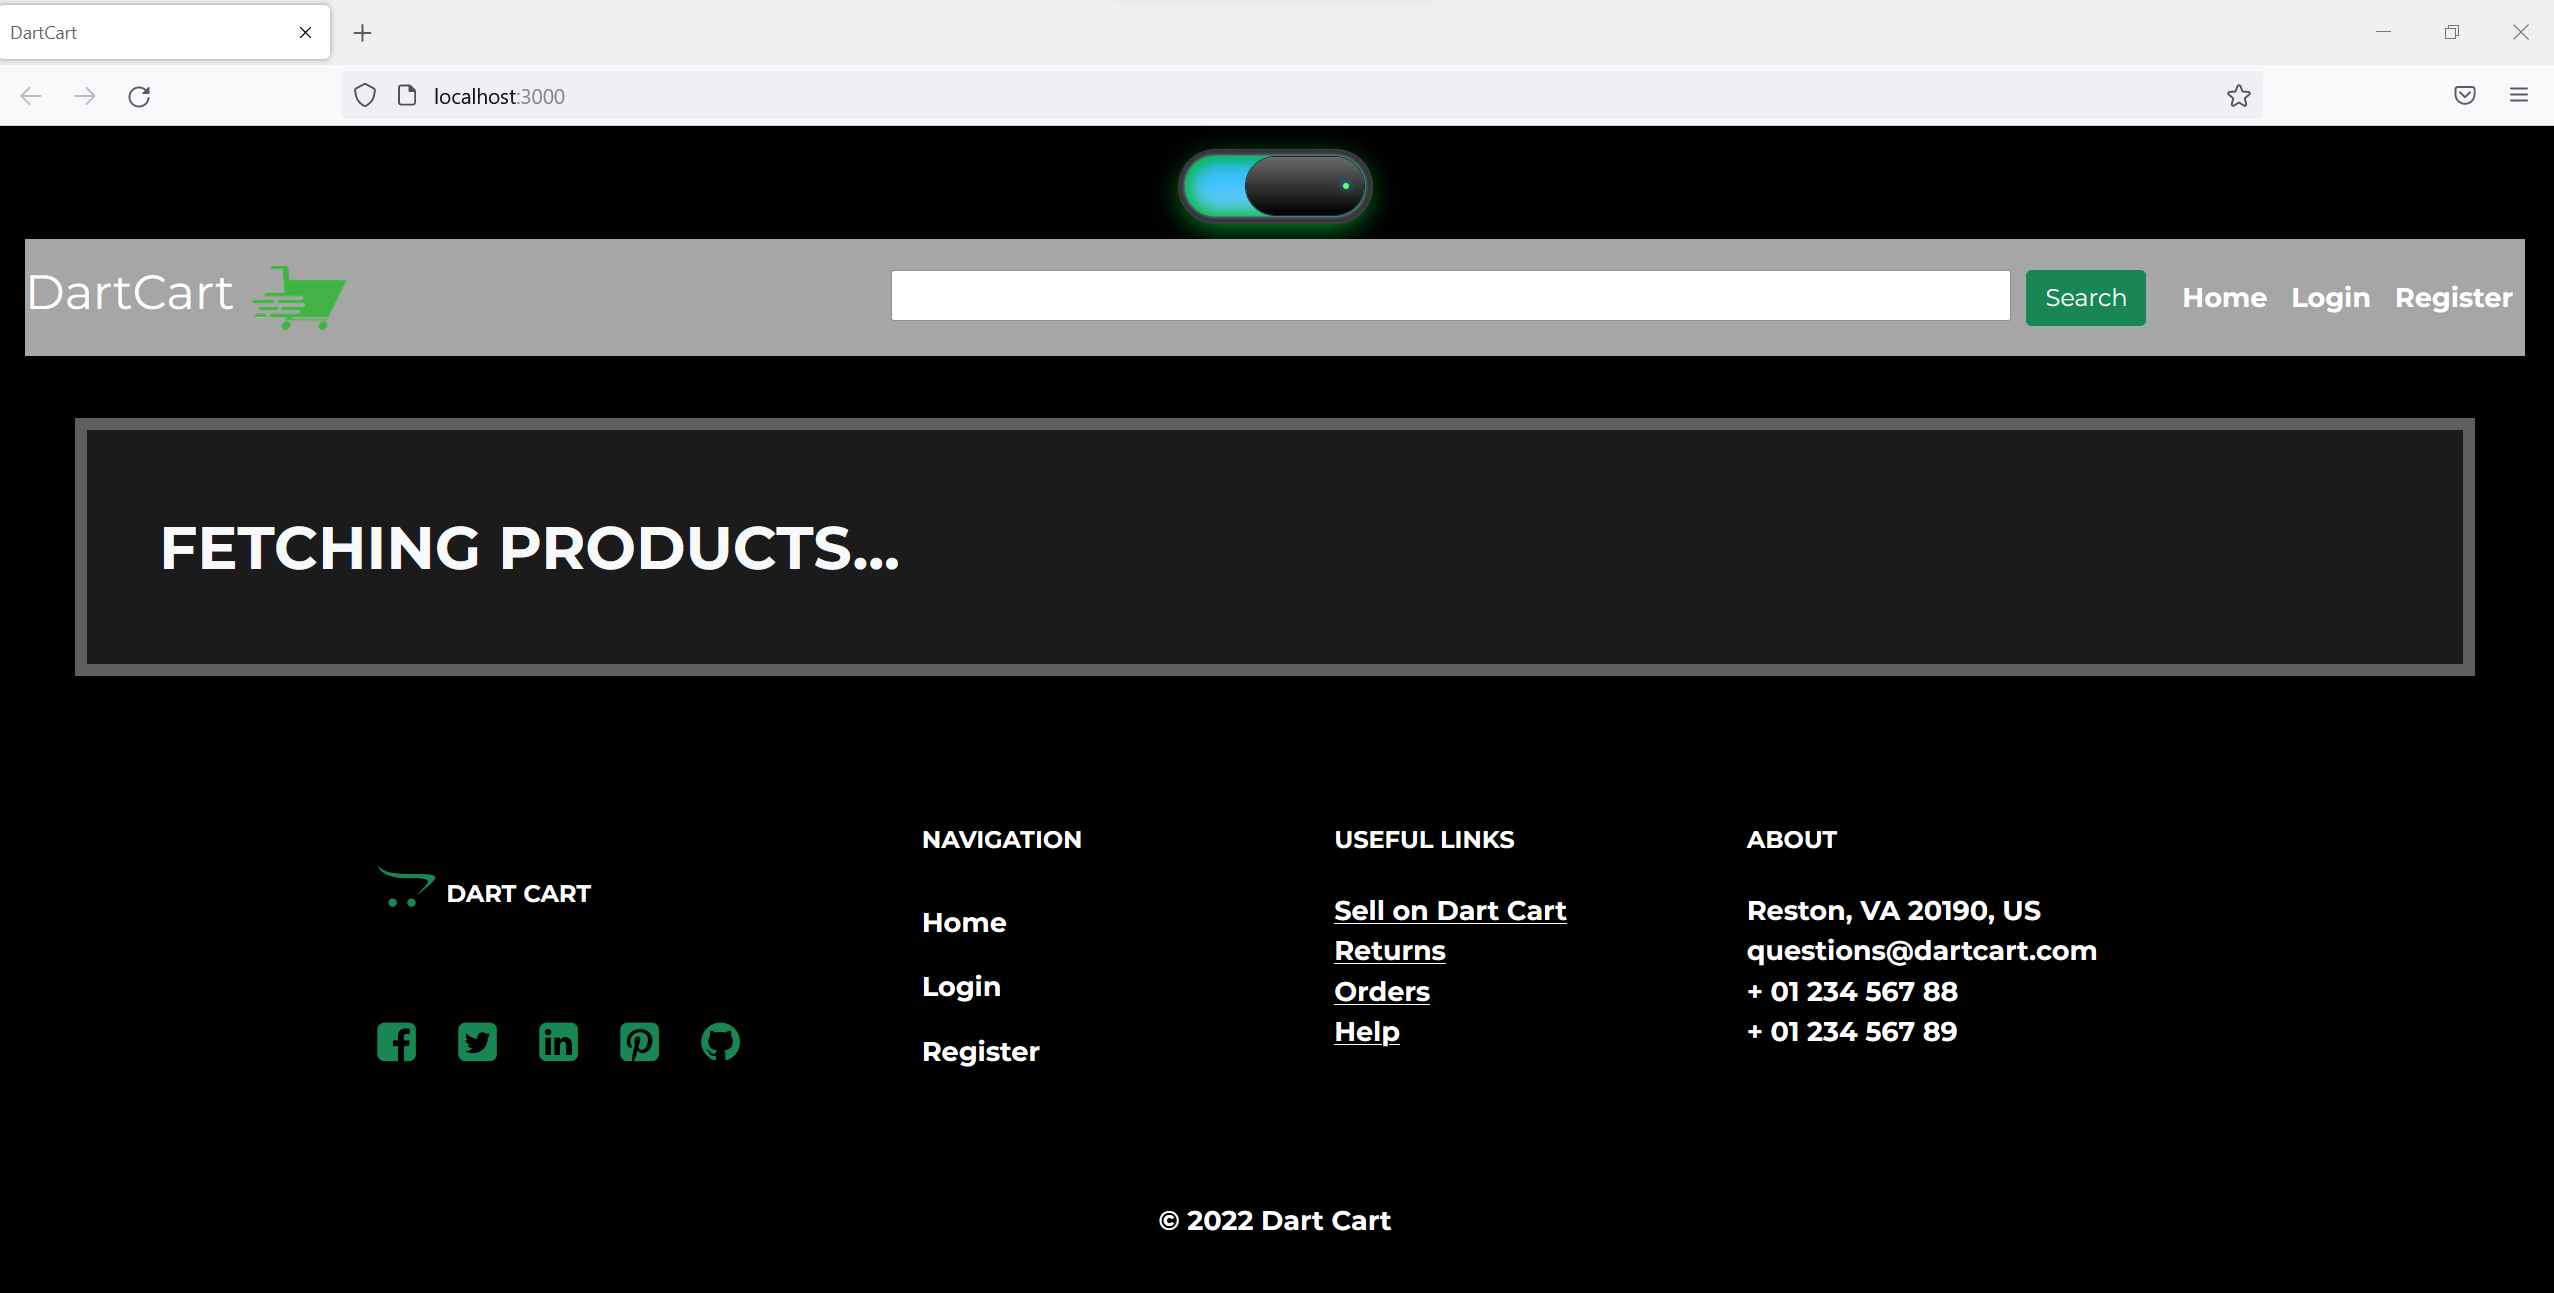 DartCart
localhost:3000
DartCart
Search Home Login Register
FETCHING PRODUCTS...
DART CART
NAVIGATION
Home
Login
Register
USEFUL LINKS
Sell on Dart Cart
Returns
Orders
Help
ABOUT
Reston, VA 20190, US
questions@dartcart.com
+ 01 234 567 88
+ 01 234 567 89
© 2022 Dart Cart